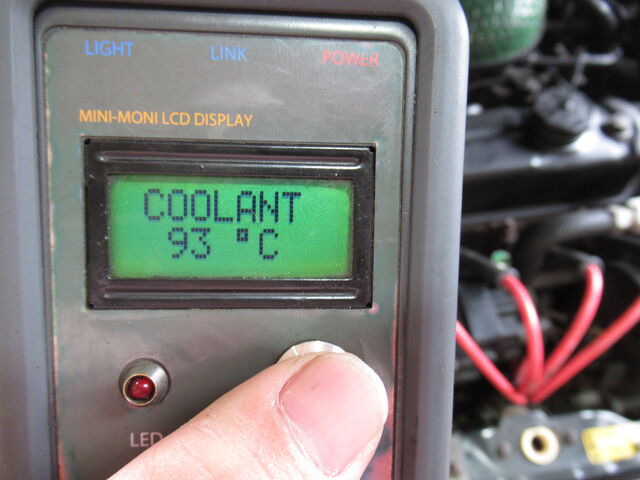 LIGHT LINK POWER
MINI-MONI LCD DISPLAY
COOLANT
93 °C
LED